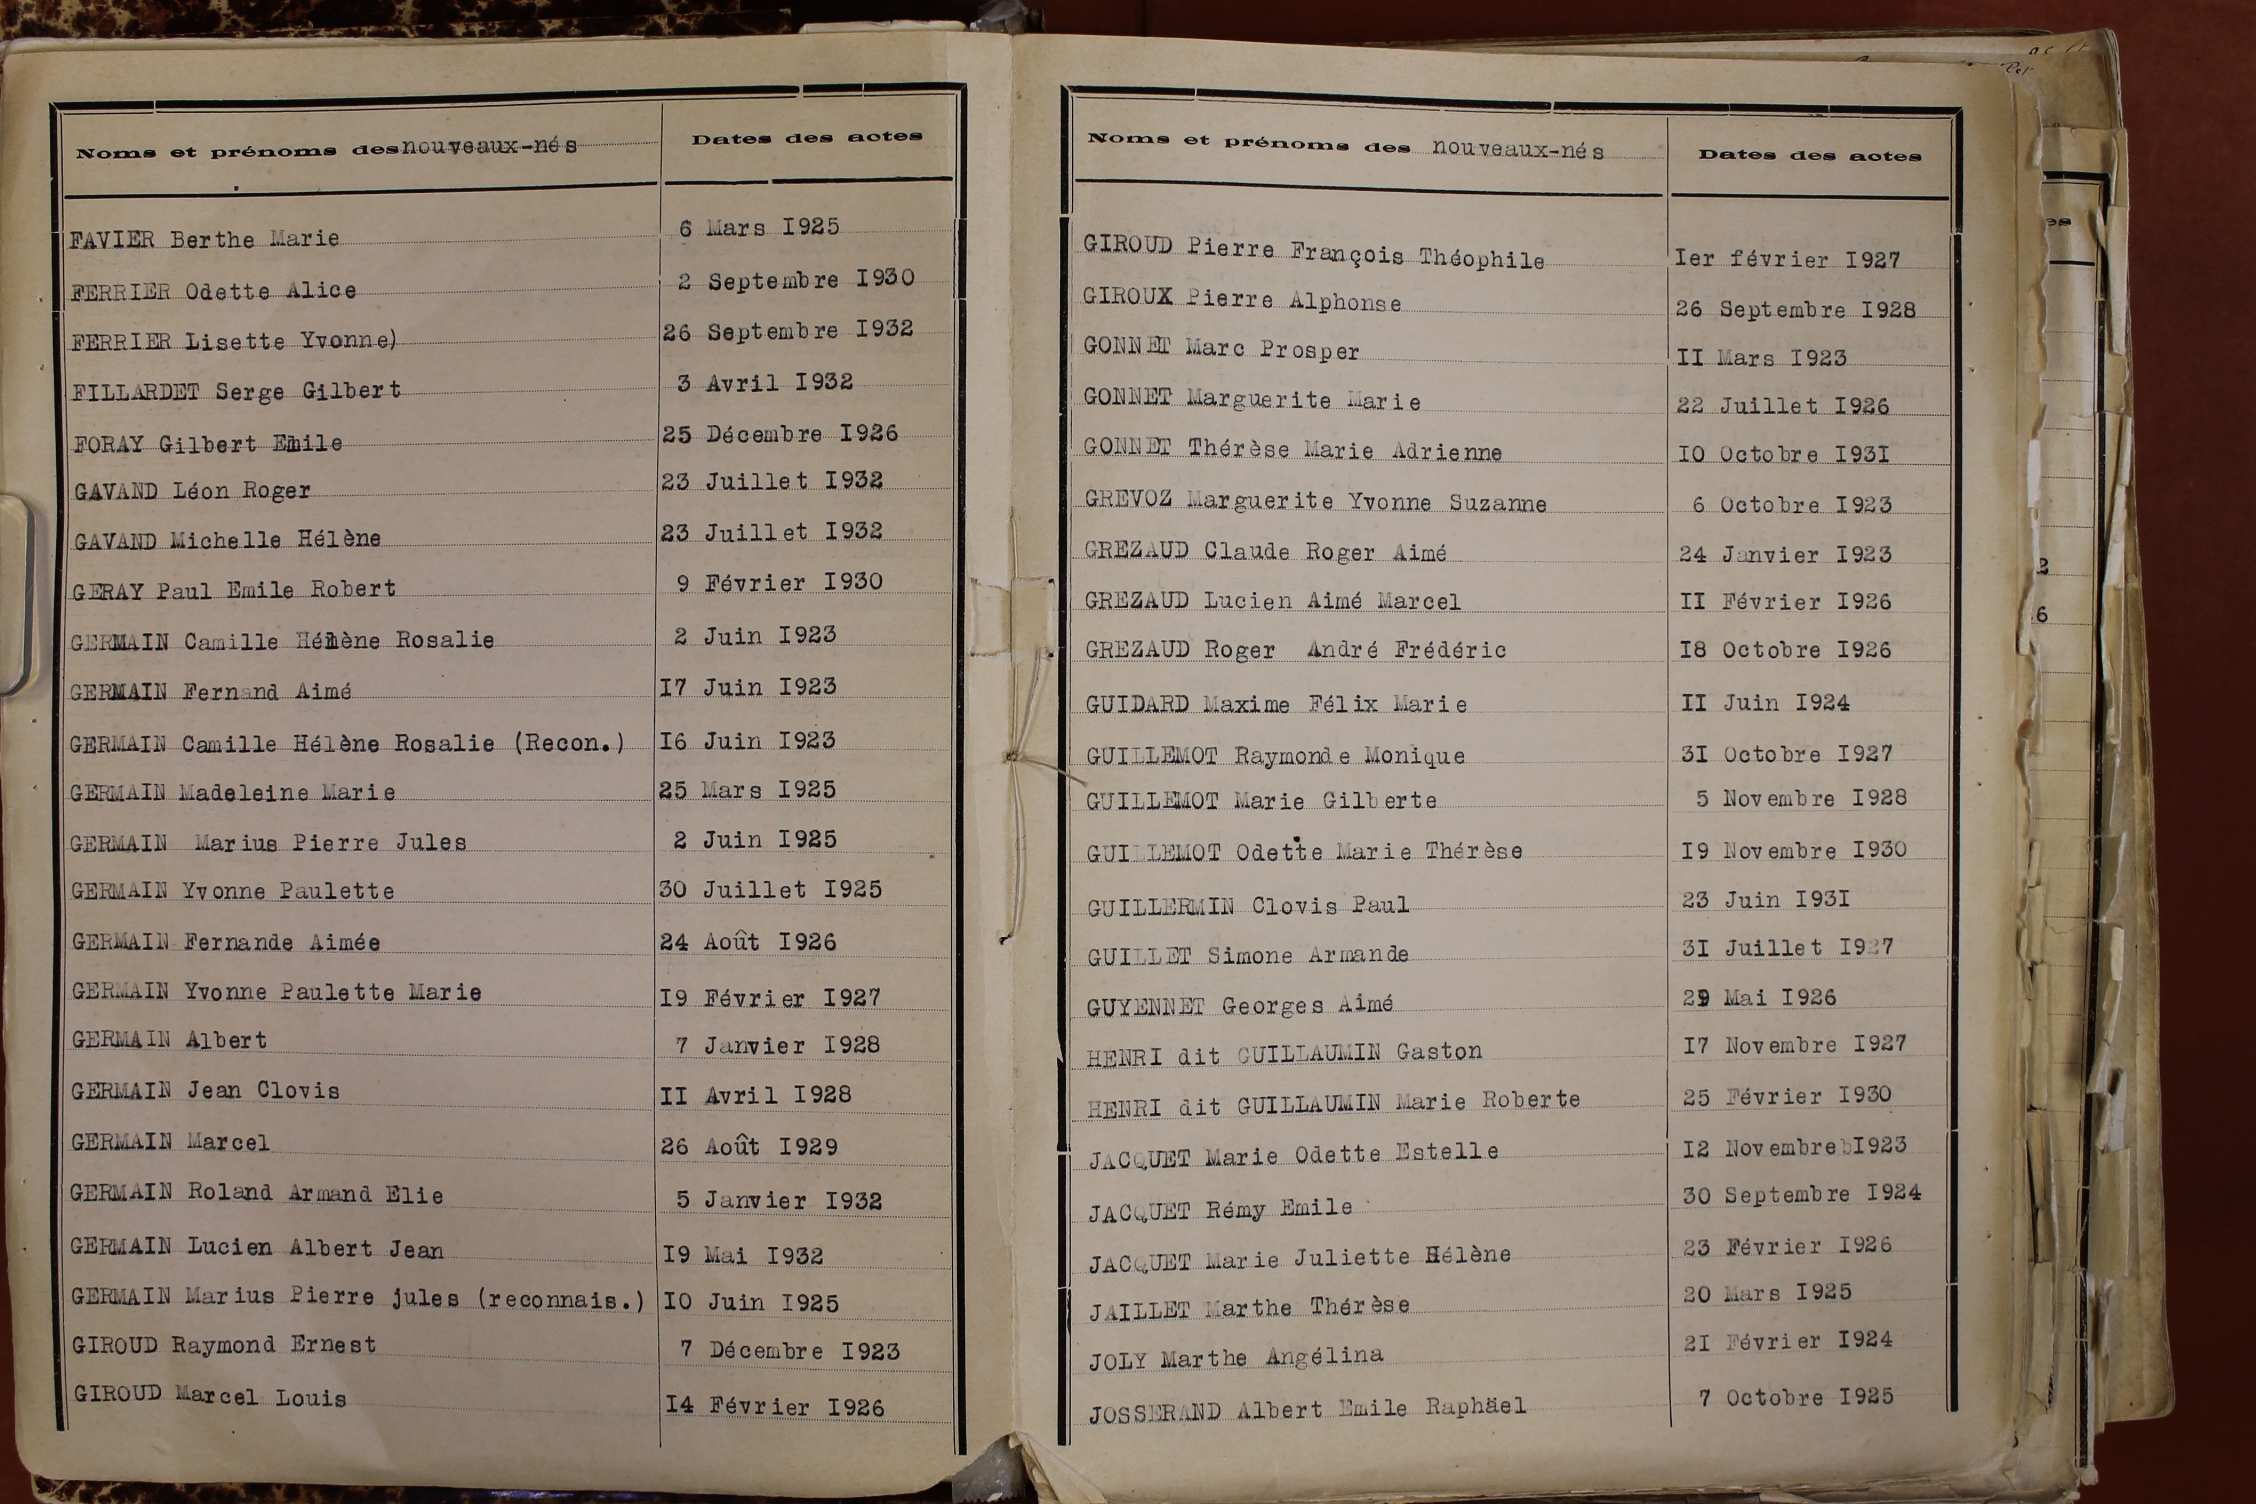 Noms et prénoms des nouveaux-nés Dates des actes
FAVIER Berthe Marie 6 Mars I925
FERRIER Odette Alice 2 Septembre I930
FERRIER Lisette Yvonne) 26 Septembre I932
FILLARDET Serge Gilbert 3 Avril I932
FORAY Gilbert Emile 25 Décembre I926
GAVAND Léon Roger 23 Juillet I932
GAVAND Michelle Hélène 23 Juillet I932
GERAY Paul Emile Robert 9 Février I930
GERMAIN Camille Hélène Rosalie 2 Juin I923
GERMAIN Fernand Aimé I7 Juin I923
GERMAIN Camille Hélène Rosalie (Recon.) I6 Juin I923
GERMAIN Madeleine Marie 25 Mars I925
GERMAIN Marius Pierre Jules 2 Juin I925
GERMAIN Yvonne Paulette 30 Juillet I925
GERMAIN Fernande Aimée 24 Août I926
GERMAIN Yvonne Paulette Marie I9 Février I927
GERMAIN Albert 7 Janvier I928
GERMAIN Jean Clovis II Avril I928
GERMAIN Marcel 26 Août I929
GERMAIN Roland Armand Elie 5 Janvier I932
GERMAIN Lucien Albert Jean I9 Mai I932
GERMAIN Marius Pierre jules (reconnais.) I0 Juin I925
GIROUD Raymond Ernest 7 Décembre I923
GIROUD Marcel Louis I4 Février I926
Noms et prénoms des nouveaux-nés Dates des actes
GIROUD Pierre François Théophile Ier février I927
GIROUX Pierre Alphonse 26 Septembre I928
GONNET Marc Prosper II Mars I923
GONNET Marguerite Marie 22 Juillet I926
GONNET Thérèse Marie Adrienne I0 Octobre I93I
GREVOZ Marguerite Yvonne Suzanne 6 Octobre I923
GREZAUD Claude Roger Aimé 24 Janvier I923
GREZAUD Lucien Aimé Marcel II Février I926
GREZAUD Roger André Frédéric I8 Octobre I926
GUIDARD Maxime Félix Marie II Juin I924
GUILLEMOT Raymonde Monique 3I Octobre I927
GUILLEMOT Marie Gilberte 5 Novembre I928
GUILLEMOT Odette Marie Thérèse I9 Novembre I930
GUILLERMIN Clovis Paul 23 Juin I93I
GUILLET Simone Armande 3I Juillet I927
GUYENNET Georges Aimé 29 Mai I926
HENRI dit GUILLAUMIN Gaston I7 Novembre I927
HENRI dit GUILLAUMIN Marie Roberte 25 Février I930
JACQUET Marie Odette Estelle I2 NovembrebI923
JACQUET Rémy Emile 30 Septembre I924
JACQUET Marie Juliette Hélène 23 Février I926
JAILLET Marthe Thérèse 20 Mars I925
JOLY Marthe Angélina 2I Février I924
JOSSERAND Albert Emile Raphäel 7 Octobre I925